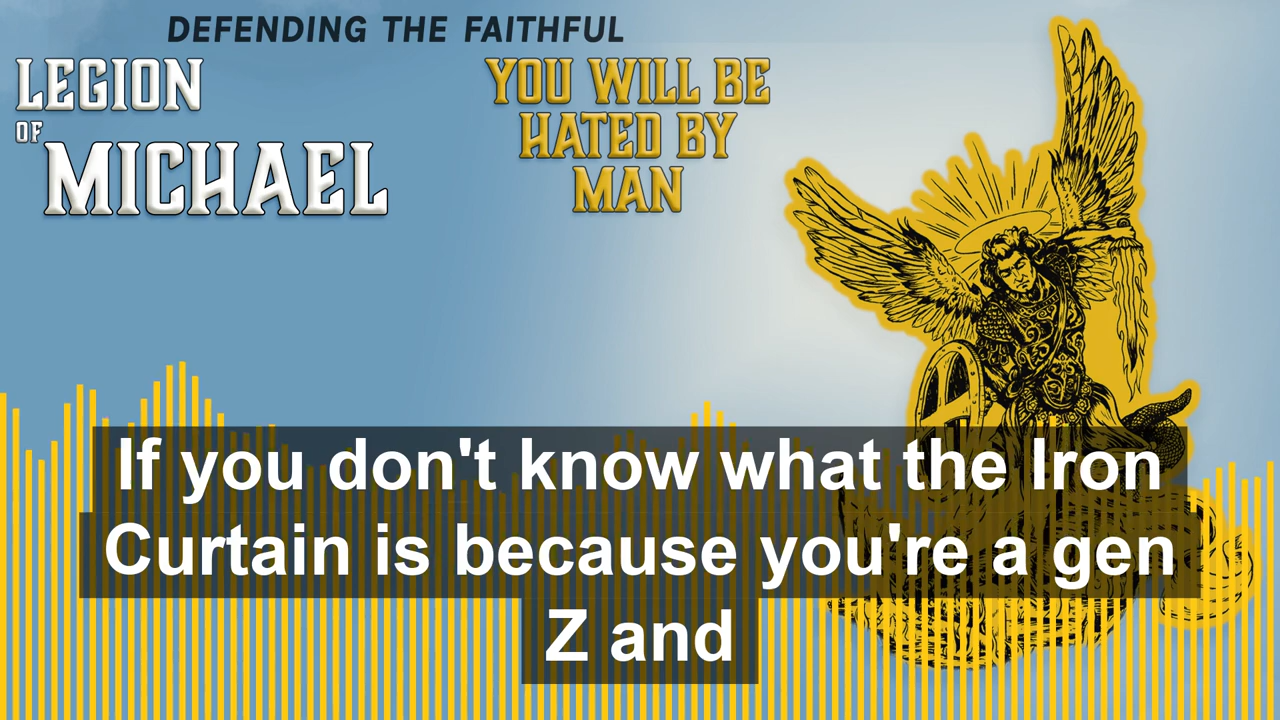 DEFENDING THE FAITHFUL
LEGION
OF
MICHAEL
YOU WILL BE
HATED BY
MAN
If you don't know what the Iron
Curtain is because you're a gen
Z and